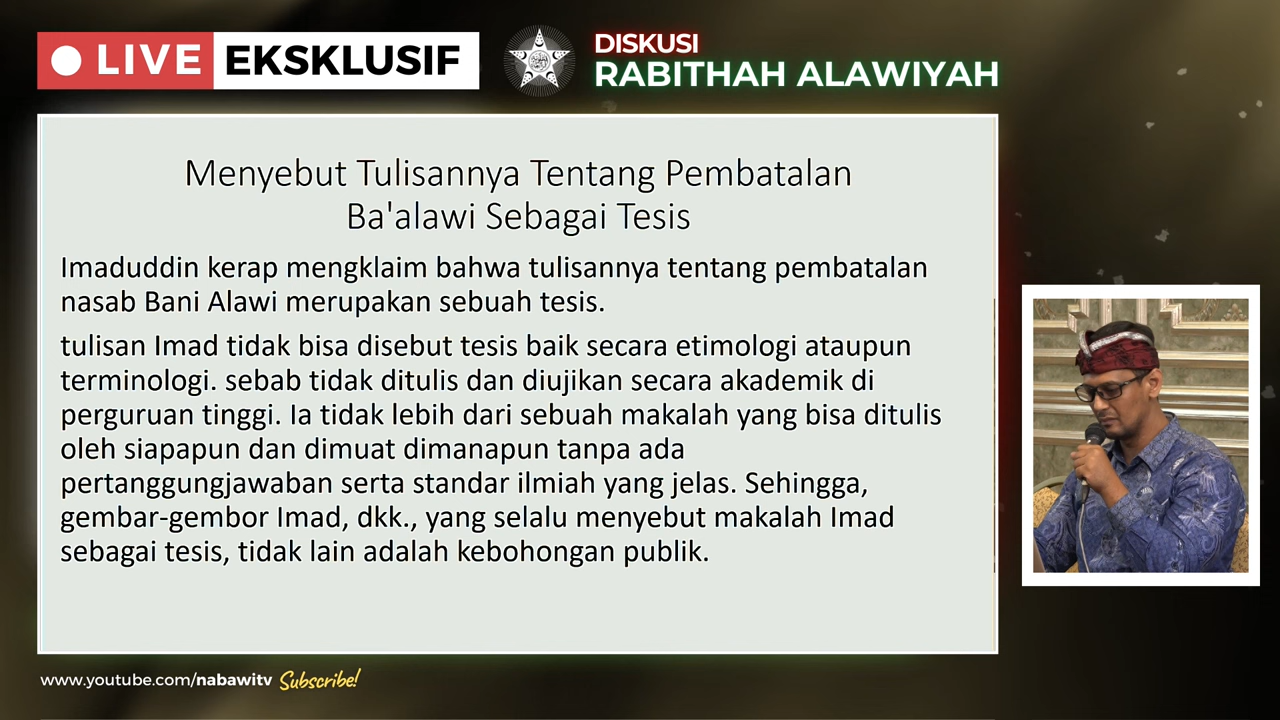 LIVE EKSKLUSIF
DISKUSI
RABITHAH ALAWIYAH
Menyebut Tulisannya Tentang Pembatalan
Ba'alawi Sebagai Tesis
Imaduddin kerap mengklaim bahwa tulisannya tentang pembatalan
nasab Bani Alawi merupakan sebuah tesis.
tulisan Imad tidak bisa disebut tesis baik secara etimologi ataupun
terminologi. sebab tidak ditulis dan diujikan secara akademik di
perguruan tinggi. Ia tidak lebih dari sebuah makalah yang bisa ditulis
oleh siapapun dan dimuat dimanapun tanpa ada
pertanggungjawaban serta standar ilmiah yang jelas. Sehingga,
gembar-gembor Imad, dkk., yang selalu menyebut makalah Imad
sebagai tesis, tidak lain adalah kebohongan publik.
www.youtube.com/nabawitv Subscribe!